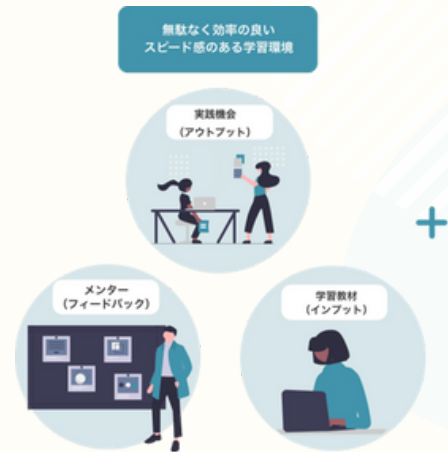 無駄なく効率の良い
スピード感のある学習環境
実践機会
(アウトプット)
メンター
(フィードバック)
学習教材
(インプット)
+